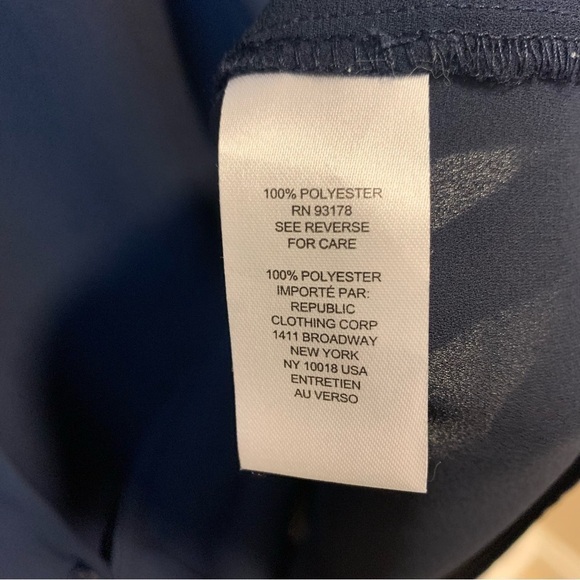 100% POLYESTER
RN 93178
SEE REVERSE
FOR CARE
100% POLYESTER
IMPORTÉ PAR:
REPUBLIC
CLOTHING CORP
1411 BROADWAY
NEW YORK
NY 10018 USA
ENTRETIEN
AU VERSO